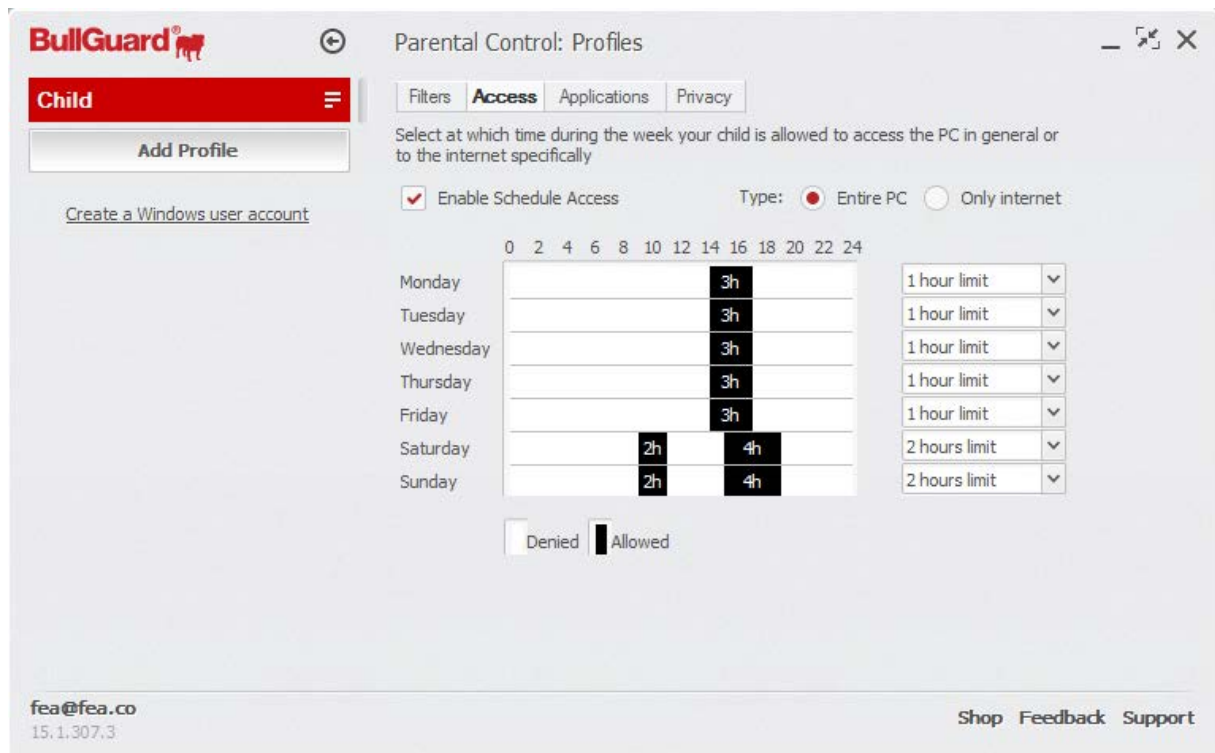 BullGuard®
Parental Control: Profiles
Child
Add Profile
Create a Windows user account
Filters Access Applications Privacy
Select at which time during the week your child is allowed to access the PC in general or
to the internet specifically
Enable Schedule Access Type: Entire PC Only internet
0 2 4 6 8 10 12 14 16 18 20 22 24
Monday 3h 1 hour limit
Tuesday 3h 1 hour limit
Wednesday 3h 1 hour limit
Thursday 3h 1 hour limit
Friday 3h 1 hour limit
Saturday 2h 4h 2 hours limit
Sunday 2h 4h 2 hours limit
Denied Allowed
fea@fea.co
15.1.307.3
Shop Feedback Support